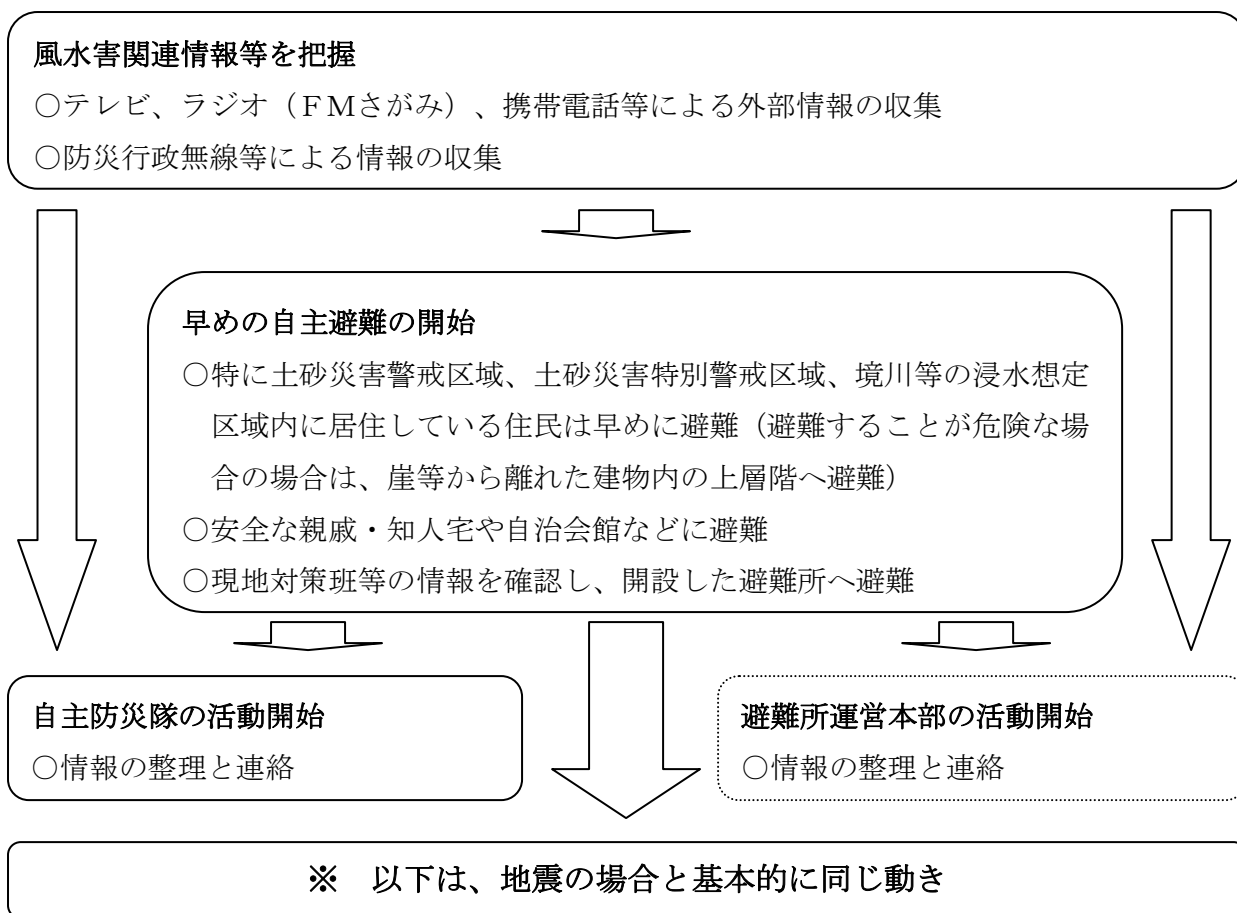 風水害関連情報等を把握
○テレビ、ラジオ（ＦＭさがみ）、携帯電話等による外部情報の収集
○防災行政無線等による情報の収集
早めの自主避難の開始
○特に土砂災害警戒区域、土砂災害特別警戒区域、境川等の浸水想定
区域内に居住している住民は早めに避難（避難することが危険な場
合の場合は、崖等から離れた建物内の上層階へ避難）
○安全な親戚・知人宅や自治会館などに避難
○現地対策班等の情報を確認し、開設した避難所へ避難
自主防災隊の活動開始
○情報の整理と連絡
避難所運営本部の活動開始
○情報の整理と連絡
※　以下は、地震の場合と基本的に同じ動き